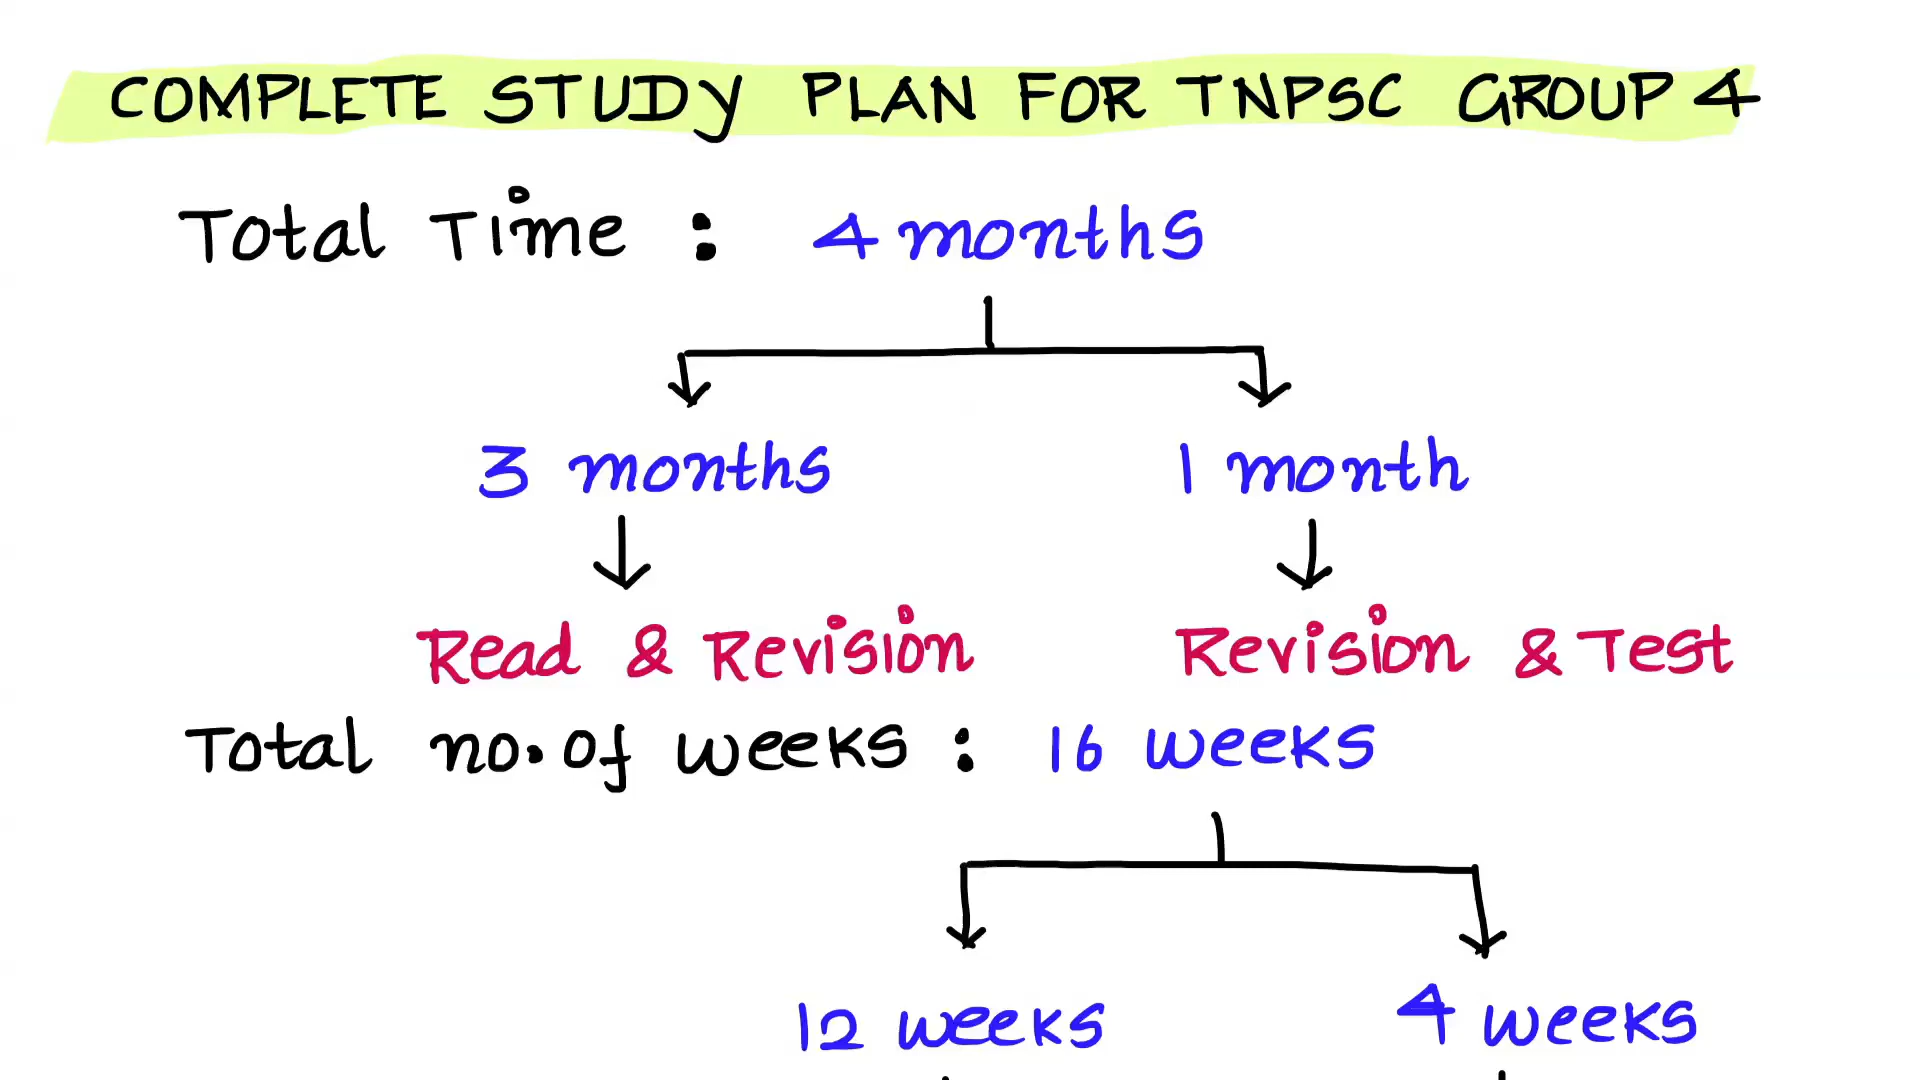 COMPLETE STUDY PLAN FOR TNPSC GROUP 4
Total Time : 4 months
3 months 1 month
Read & Revision Revision & Test
Total no. of weeks : 16 weeks
12 weeks 4 weeks